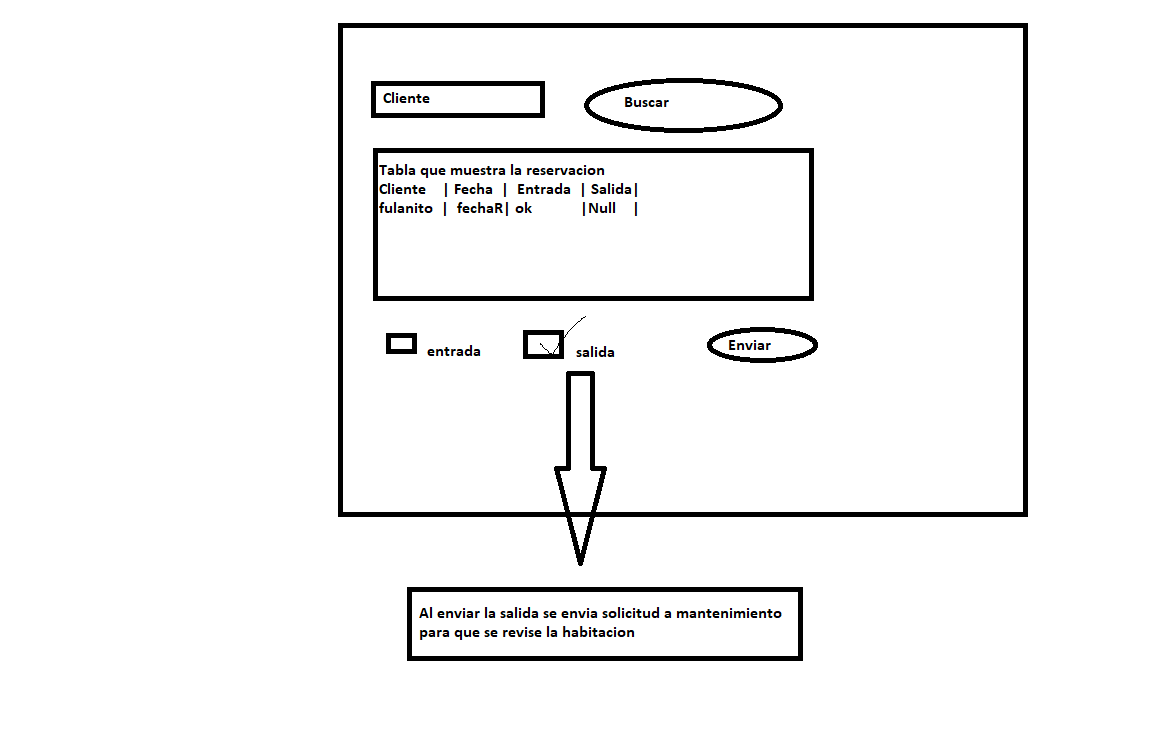 Cliente
Buscar
Tabla que muestra la reservacion
Cliente | Fecha | Entrada | Salida|
fulanito | fechaR| ok |Null |
entrada
salida
Enviar
Al enviar la salida se envia solicitud a mantenimiento
para que se revise la habitacion